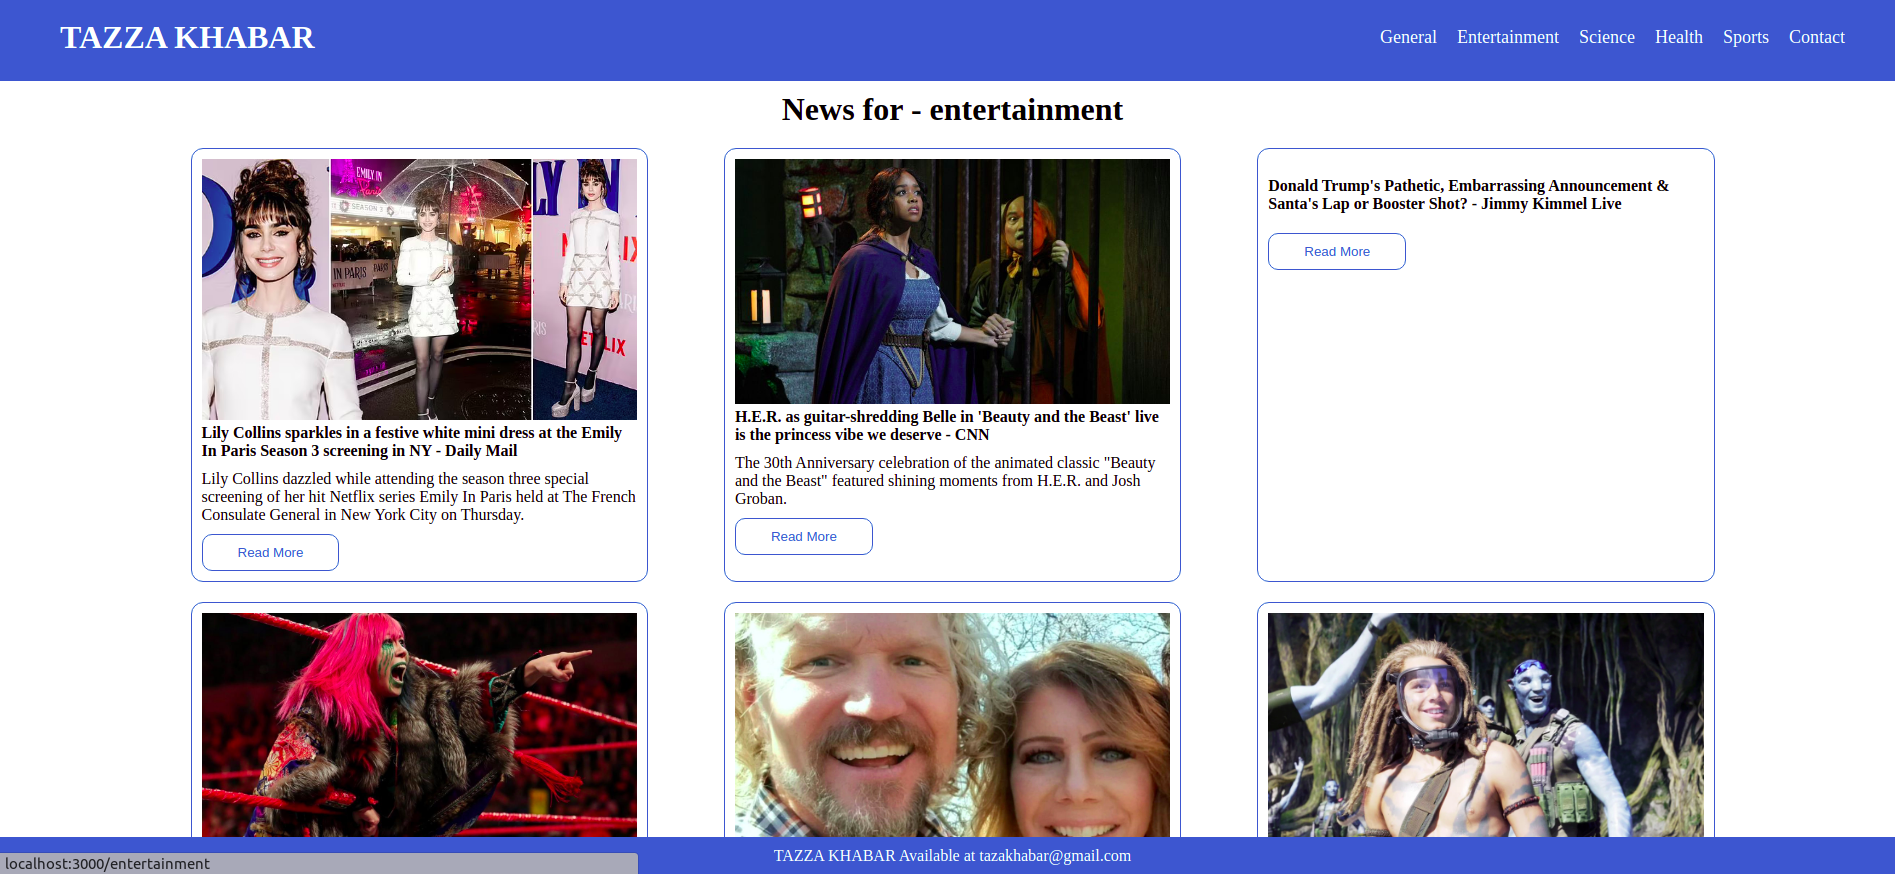 TAZZA KHABAR
General Entertainment Science Health Sports Contact
News for - entertainment
EMILY IN
Paris
SEASON 3
IN PARIS
PARIS
NETFLIX
Lily Collins sparkles in a festive white mini dress at the Emily
In Paris Season 3 screening in NY - Daily Mail
Lily Collins dazzled while attending the season three special
screening of her hit Netflix series Emily In Paris held at The French
Consulate General in New York City on Thursday.
Read More
H.E.R. as guitar-shredding Belle in 'Beauty and the Beast' live
is the princess vibe we deserve - CNN
The 30th Anniversary celebration of the animated classic "Beauty
and the Beast" featured shining moments from H.E.R. and Josh
Groban.
Read More
Donald Trump's Pathetic, Embarrassing Announcement &
Santa's Lap or Booster Shot? - Jimmy Kimmel Live
Read More
TAZZA KHABAR Available at tazakhabar@gmail.com
localhost:3000/entertainment